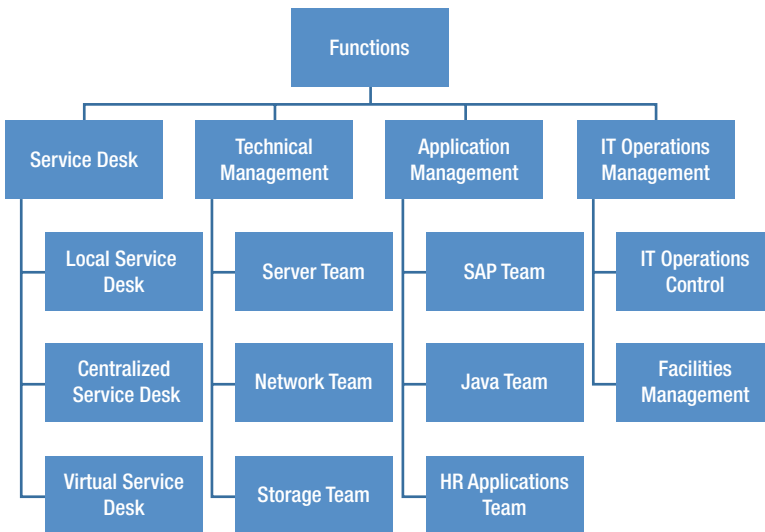 Functions
Service Desk
Technical
Management
Application
Management
IT Operations
Management
Local Service
Desk
Server Team
SAP Team
IT Operations
Control
Centralized
Service Desk
Network Team
Java Team
Facilities
Management
Virtual Service
Desk
Storage Team
HR Applications
Team